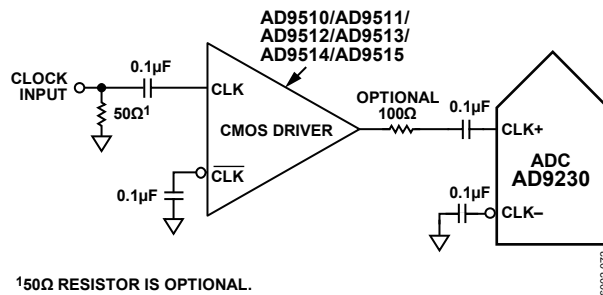 AD9510/AD9511/
AD9512/AD9513/
AD9514/AD9515
CLOCK
INPUT
0.1µF
50Ω¹
CLK
CMOS DRIVER
CLK
0.1µF
OPTIONAL
100Ω
0.1µF
CLK+
ADC
AD9230
0.1µF
CLK–
¹50Ω RESISTOR IS OPTIONAL.